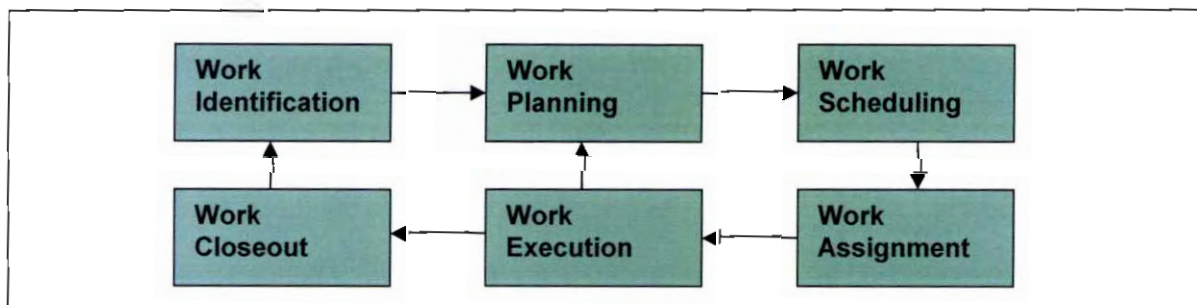 Work
Identification
Work
Planning
Work
Scheduling
Work
Closeout
Work
Execution
Work
Assignment